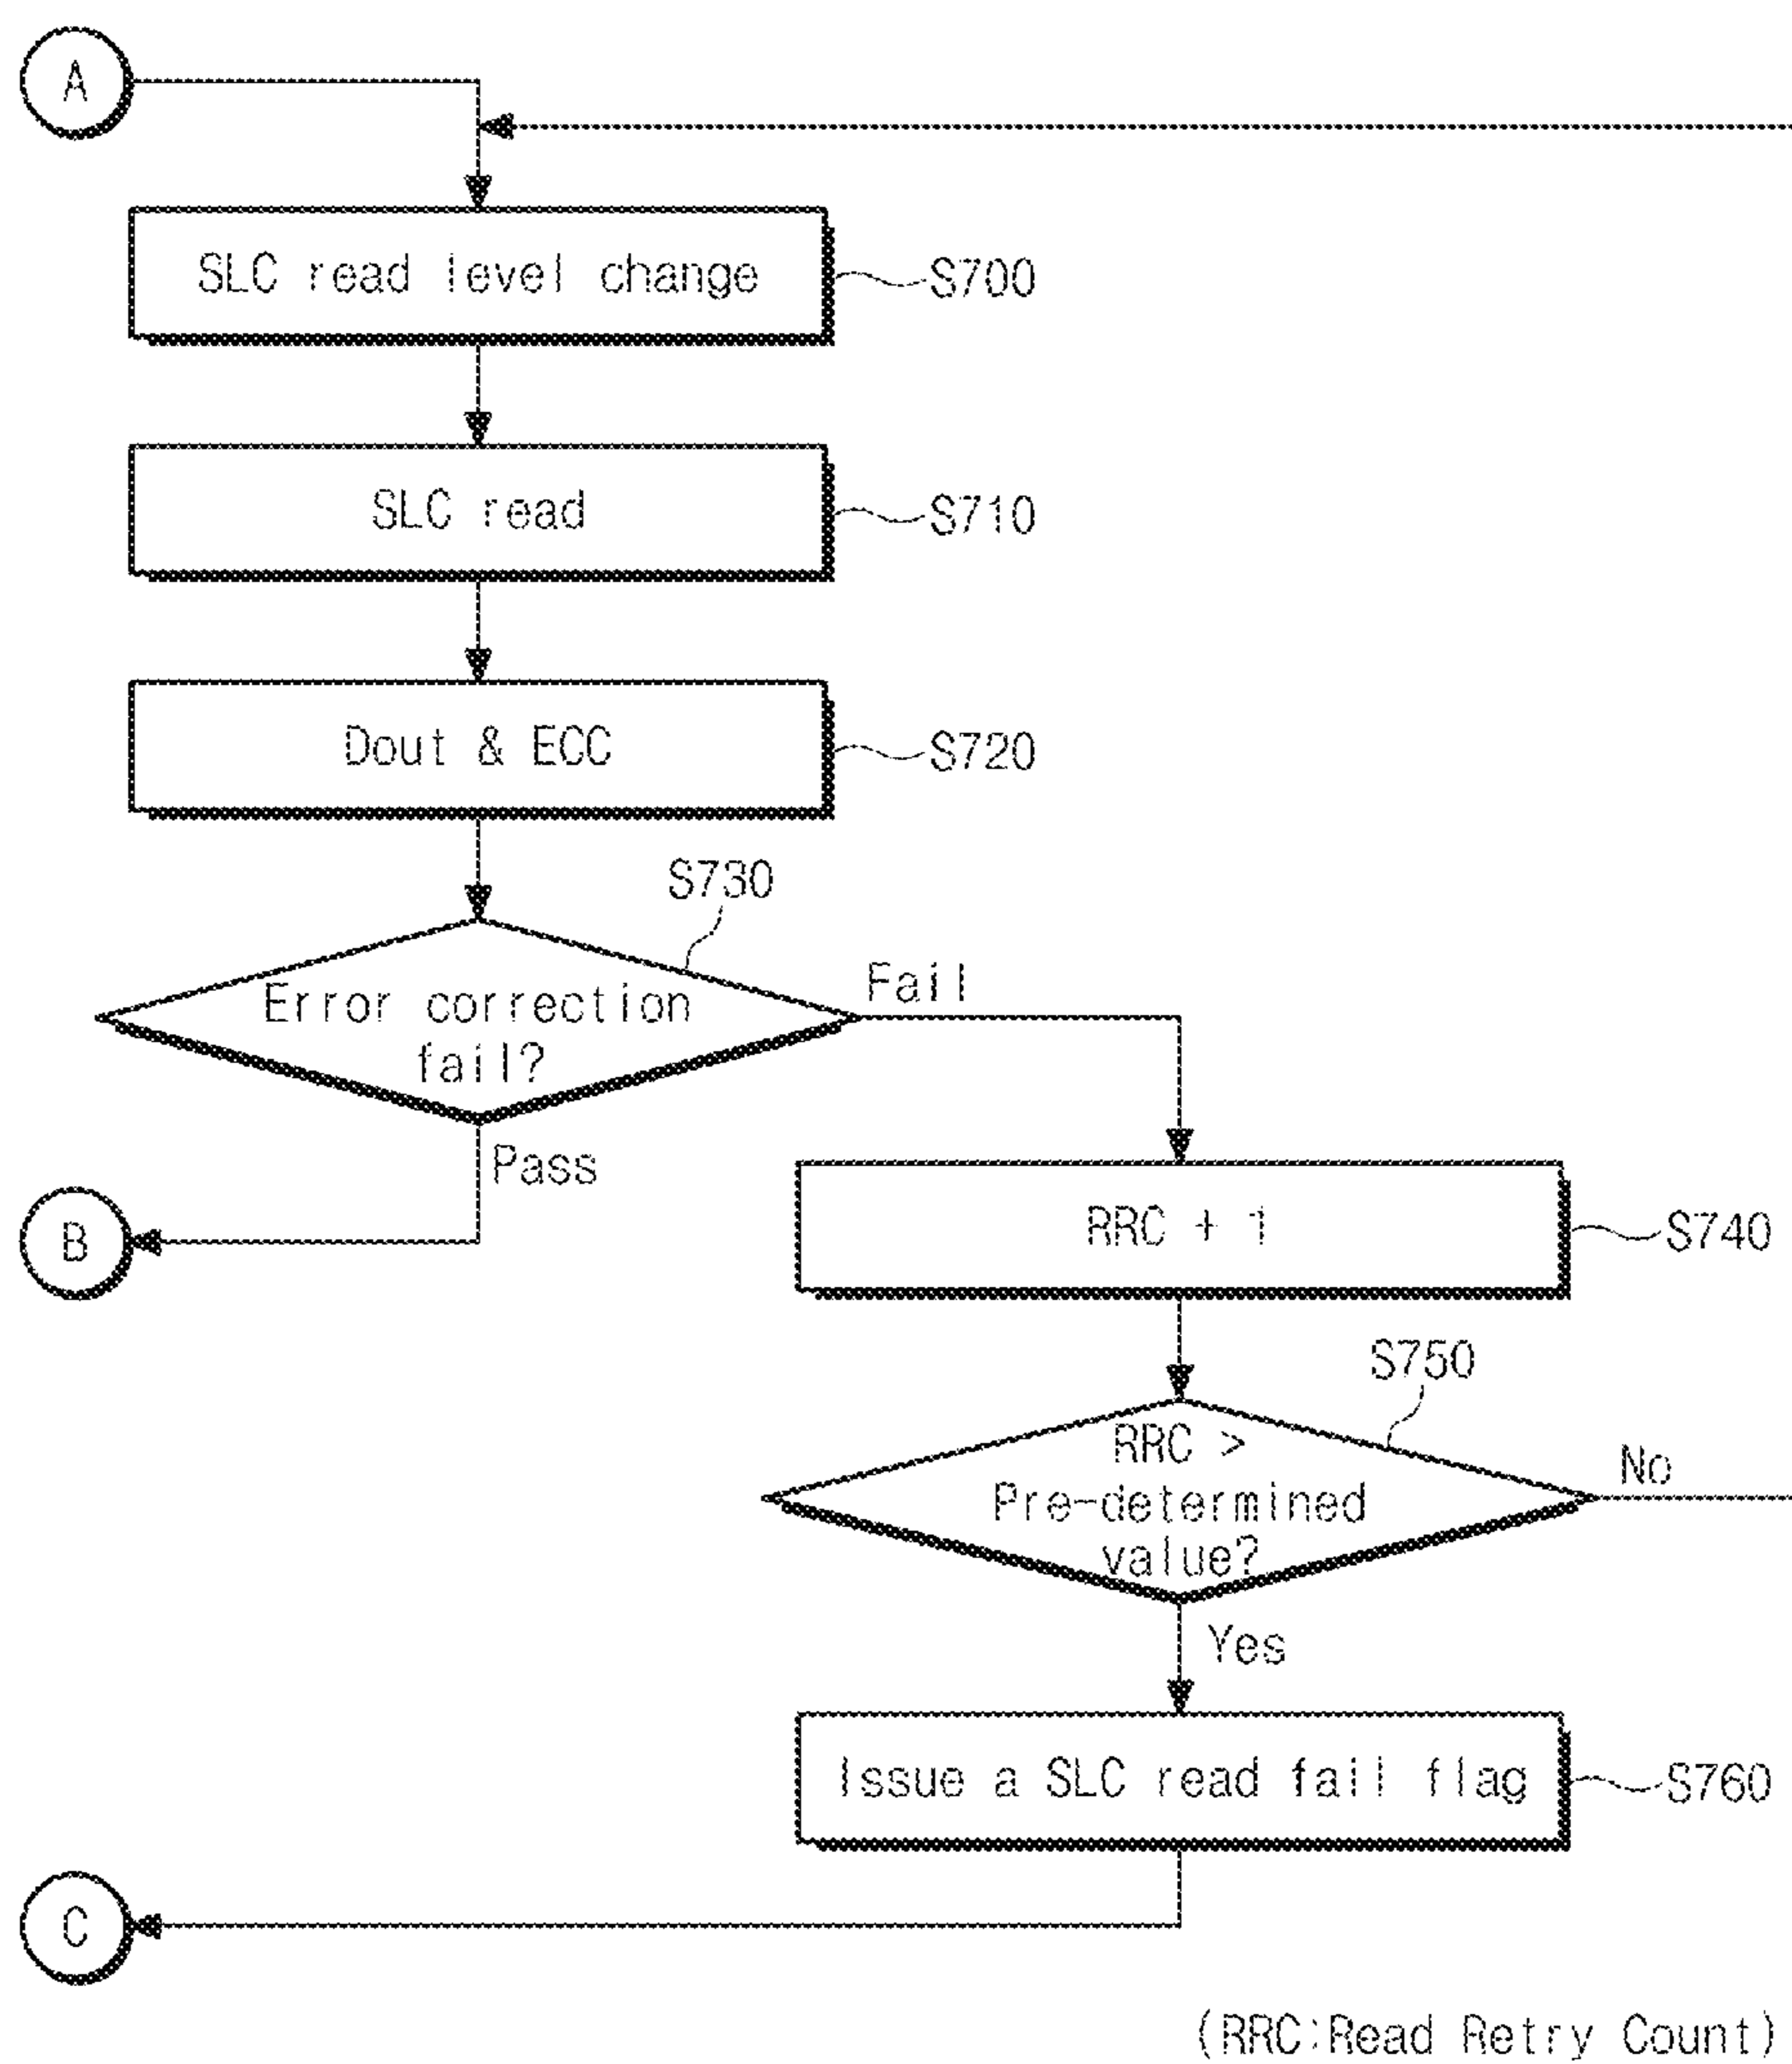 A
SLC read level change
S700
SLC read
S710
Dout & ECC
S720
S730
Error correction
fail?
Fail
Pass
B
RRC + 1
S740
S750
RRC >
Pre-determined
value?
No
Yes
Issue a SLC read fail flag
S760
C
(RRC:Read Retry Count)